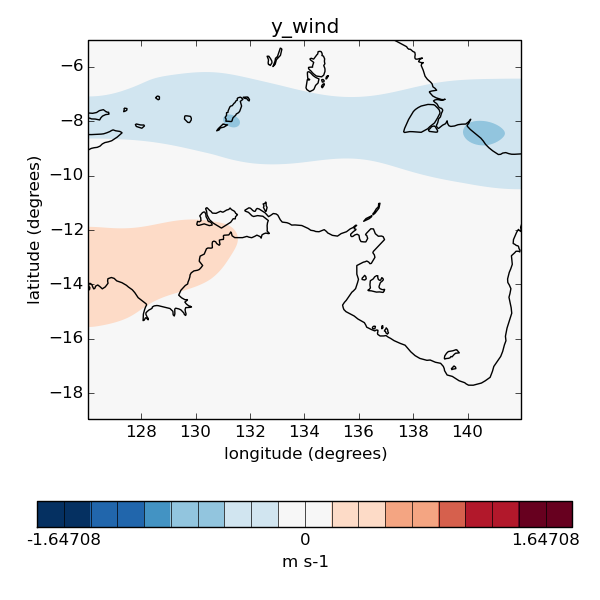 y_wind
−6
−8
−10
−12
−14
−16
−18
latitude (degrees)
128 130 132 134 136 138 140
longitude (degrees)
-1.64708 0 1.64708
m s-1